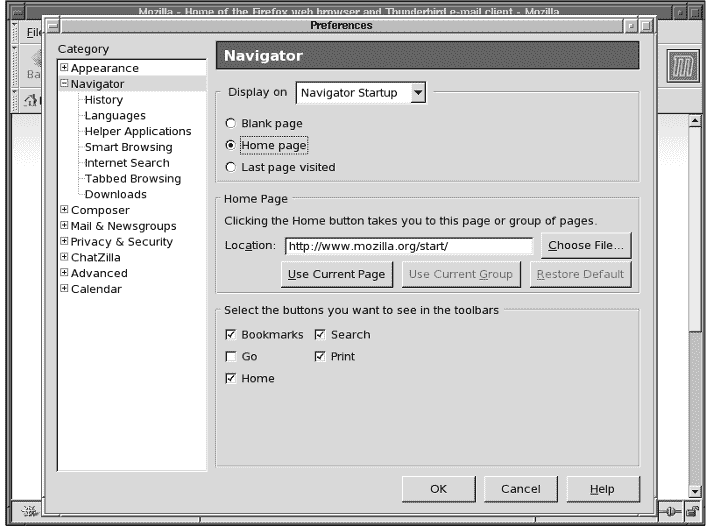 Mozilla - Home of the Firefox web browser and Thunderbird e-mail client - Mozilla
Preferences
Category
Appearance
Navigator
History
Languages
Helper Applications
Smart Browsing
Internet Search
Tabbed Browsing
Downloads
Composer
Mail & Newsgroups
Privacy & Security
ChatZilla
Advanced
Calendar
Navigator
Display on Navigator Startup
Blank page
Home page
Last page visited
Home Page
Clicking the Home button takes you to this page or group of pages.
Location: http://www.mozilla.org/start/ Choose File...
Use Current Page Use Current Group Restore Default
Select the buttons you want to see in the toolbars
Bookmarks Search
Go Print
Home
OK Cancel Help